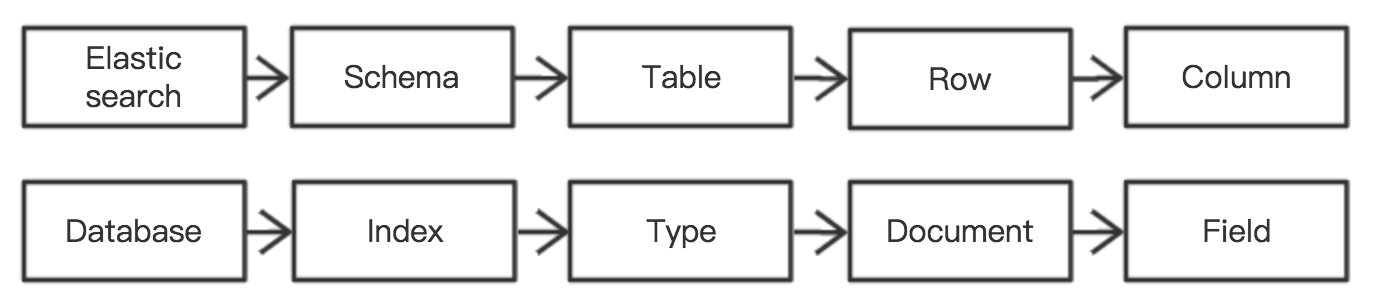 Elastic
search
Schema
Table
Row
Column
Database
Index
Type
Document
Field